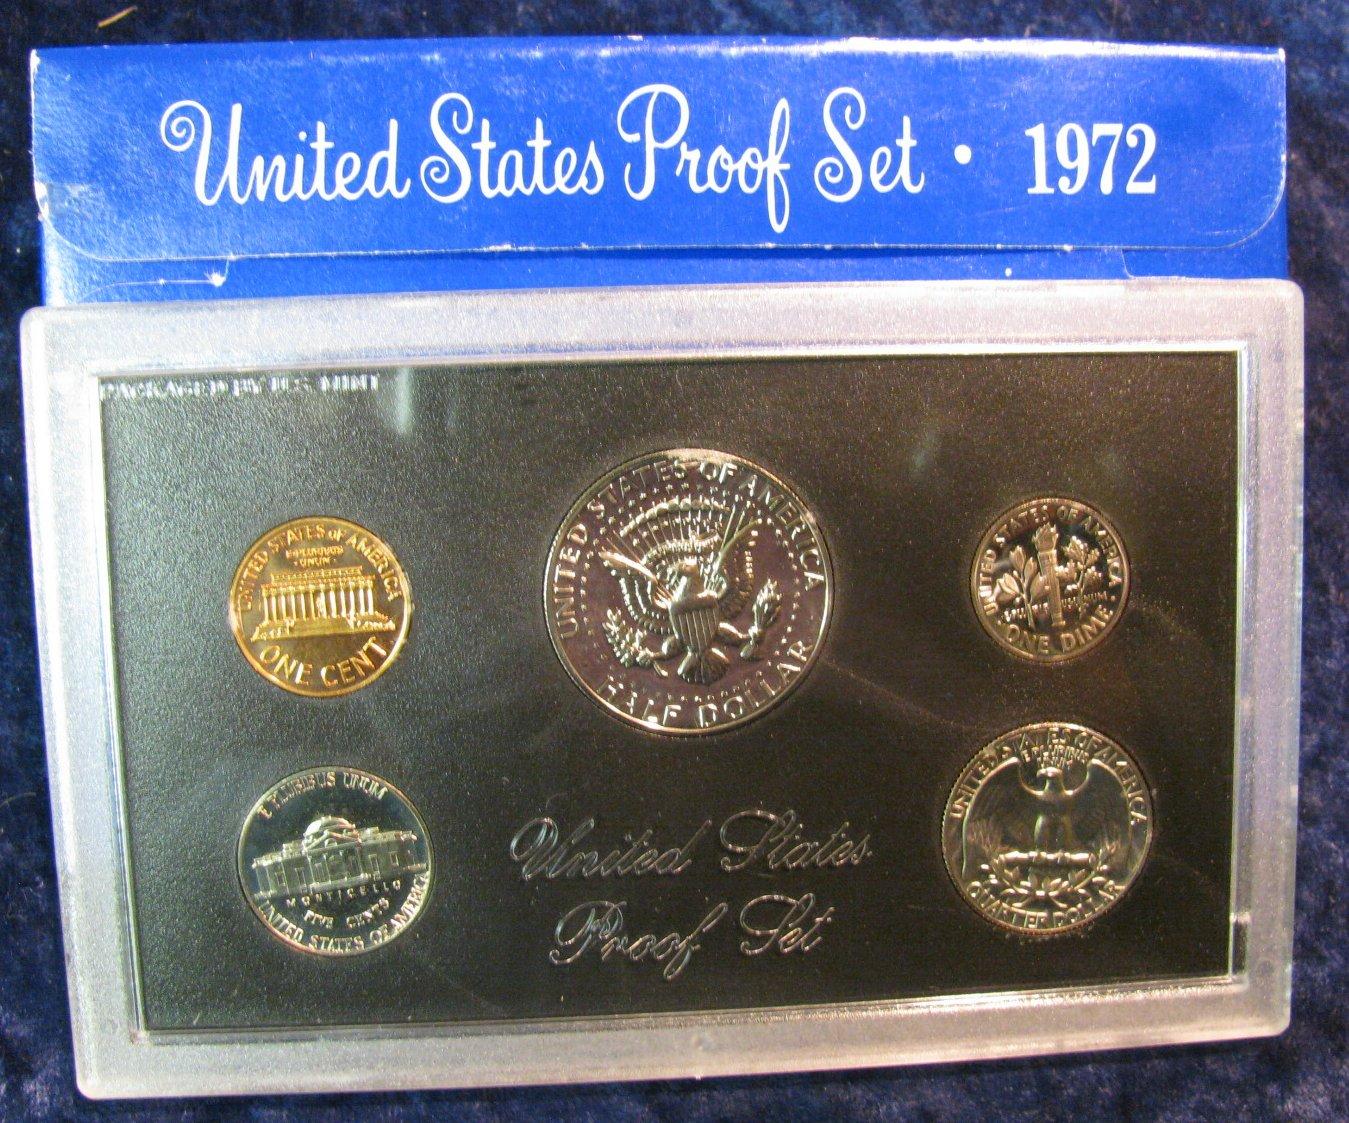 United States Proof Set • 1972
PACKAGED BY U.S. MINT
UNITED STATES OF AMERICA
E·PLURIBUS
·UNUM·
ONE CENT
UNITED STATES OF AMERICA
HALF DOLLAR
UNITED STATES OF AMERICA
ONE DIME
E PLURIBUS UNUM
MONTICELLO
FIVE CENTS
UNITED STATES OF AMERICA
United States
Proof Set
UNITED STATES OF AMERICA
E PLURIBUS
UNUM
QUARTER DOLLAR